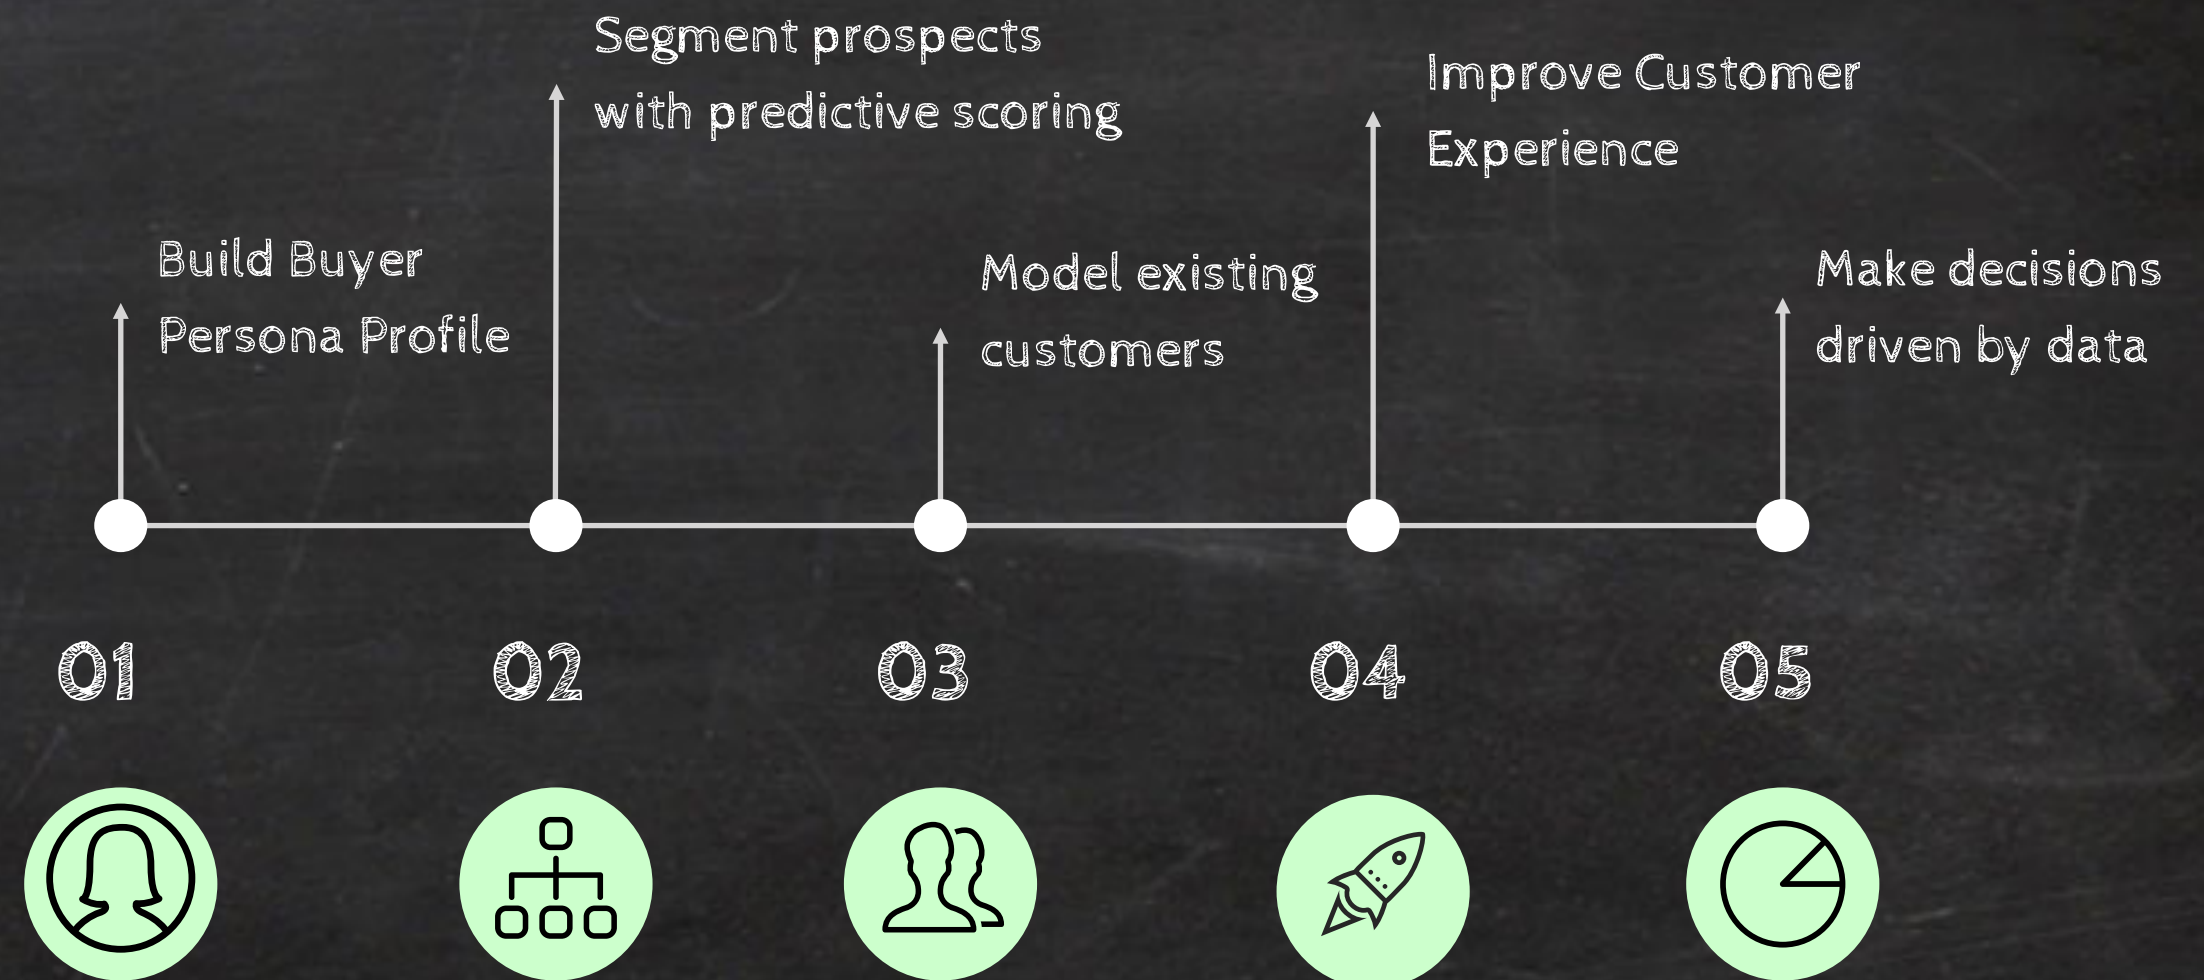 Build Buyer
Persona Profile
Segment prospects
with predictive scoring
Model existing
customers
Improve Customer
Experience
Make decisions
driven by data
01
02
03
04
05